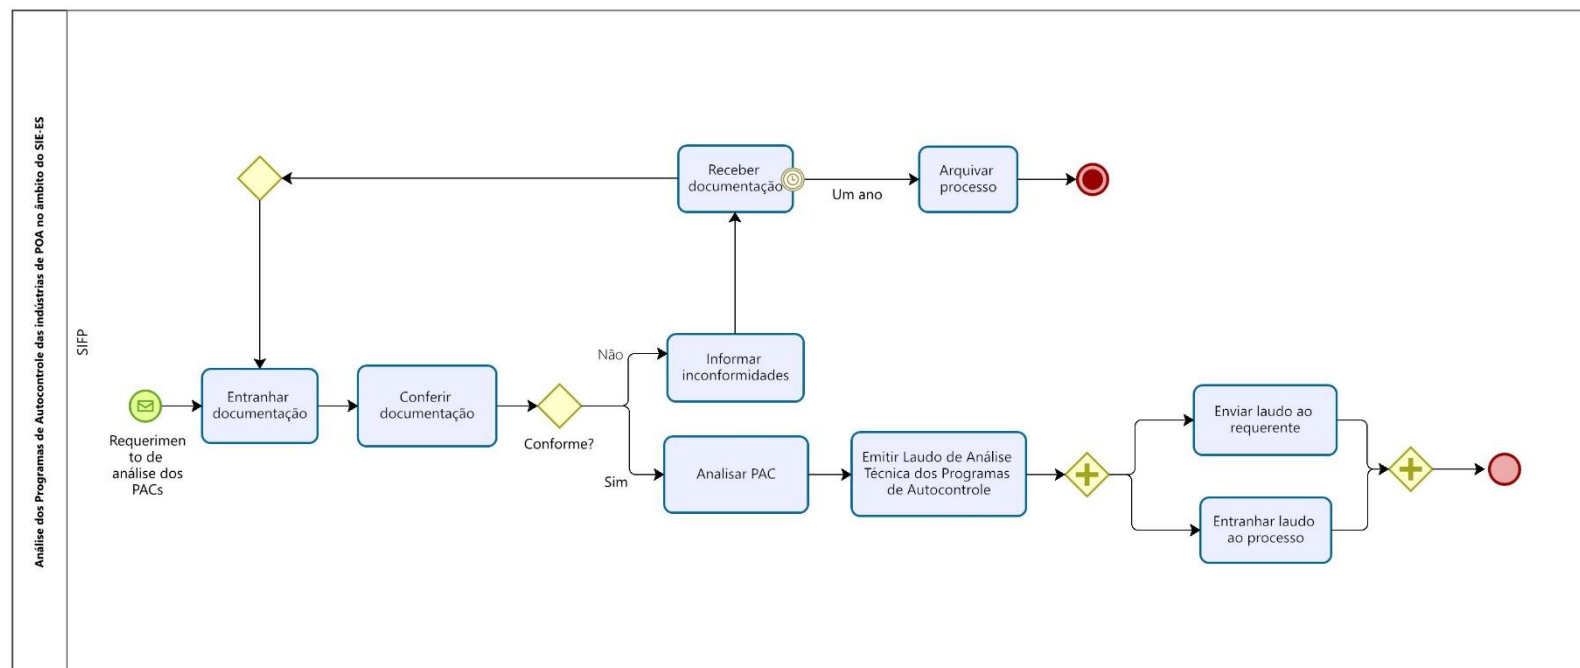 Análise dos Programas de Autocontrole das indústrias de POA no âmbito do SIE-ES
SIFP
Receber
documentação
Um ano
Arquivar
processo
Requerimen
to de
análise dos
PACs
Entranhar
documentação
Conferir
documentação
Conforme?
Não
Informar
inconformidades
Sim
Analisar PAC
Emitir Laudo de Análise
Técnica dos Programas
de Autocontrole
Enviar laudo ao
requerente
Entranhar laudo
ao processo